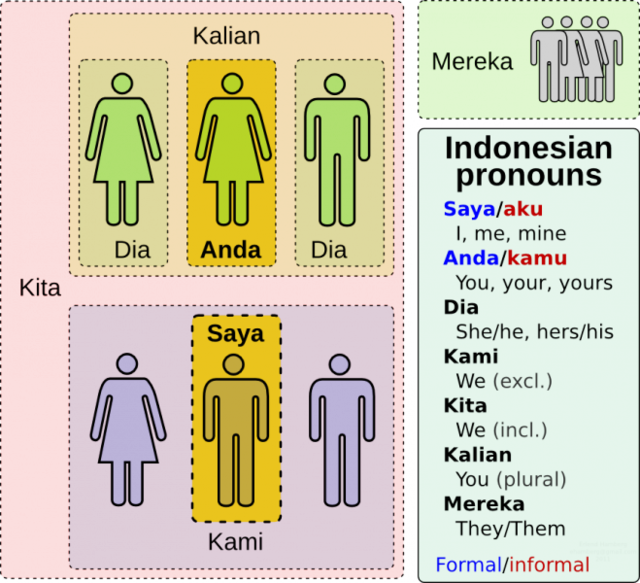 Kalian
Dia
Anda
Dia
Kita
Saya
Kami
Mereka
Indonesian
pronouns
Saya/aku
I, me, mine
Anda/kamu
You, your, yours
Dia
She/he, hers/his
Kami
We (excl.)
Kita
We (incl.)
Kalian
You (plural)
Mereka
They/Them
Formal/informal